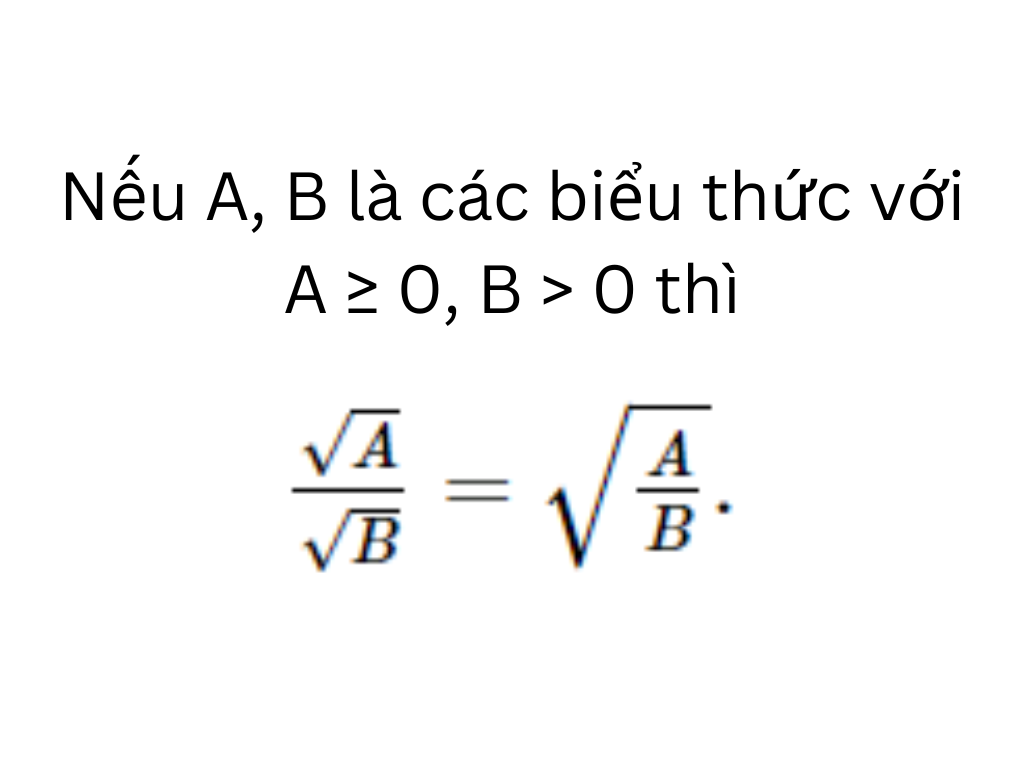 Nếu A, B là các biểu thức với
A ≥ 0, B > 0 thì
√A / √B = √(A/B).